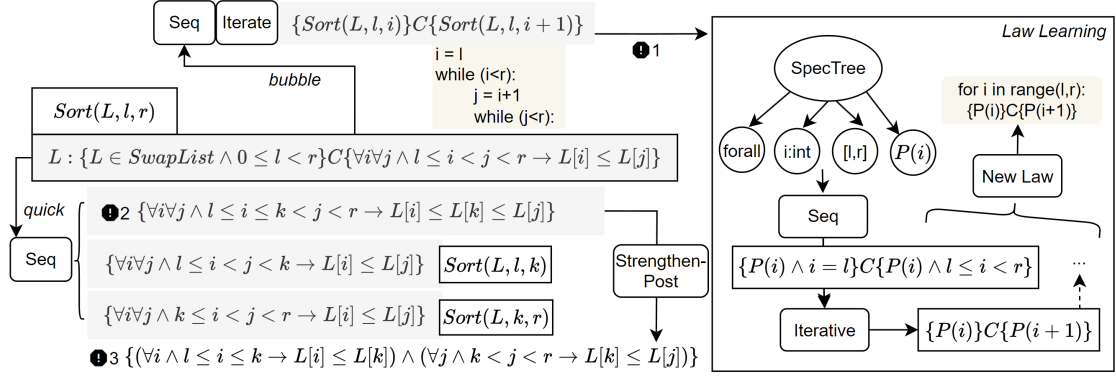 Seq
Iterate
{Sort(L, l, i)}C{Sort(L, l, i + 1)}
i = l
while (i<r):
j = i+1
while (j<r):
bubble
1
Sort(L, l, r)
L : {L ∈ SwapList ∧ 0 ≤ l < r}C{∀i∀j ∧ l ≤ i < j < r → L[i] ≤ L[j]}
quick
Seq
2 {∀i∀j ∧ l ≤ i ≤ k < j < r → L[i] ≤ L[k] ≤ L[j]}
{∀i∀j ∧ l ≤ i < j < k → L[i] ≤ L[j]}
Sort(L, l, k)
{∀i∀j ∧ k ≤ i < j < r → L[i] ≤ L[j]}
Sort(L, k, r)
Strengthen-
Post
3 {(∀i ∧ l ≤ i ≤ k → L[i] ≤ L[k]) ∧ (∀j ∧ k < j < r → L[k] ≤ L[j])}
Law Learning
SpecTree
forall
i:int
[l,r]
P(i)
Seq
{P(i) ∧ i = l}C{P(i) ∧ l ≤ i < r}
Iterative
{P(i)}C{P(i + 1)}
...
New Law
for i in range(l,r):
{P(i)}C{P(i+1)}